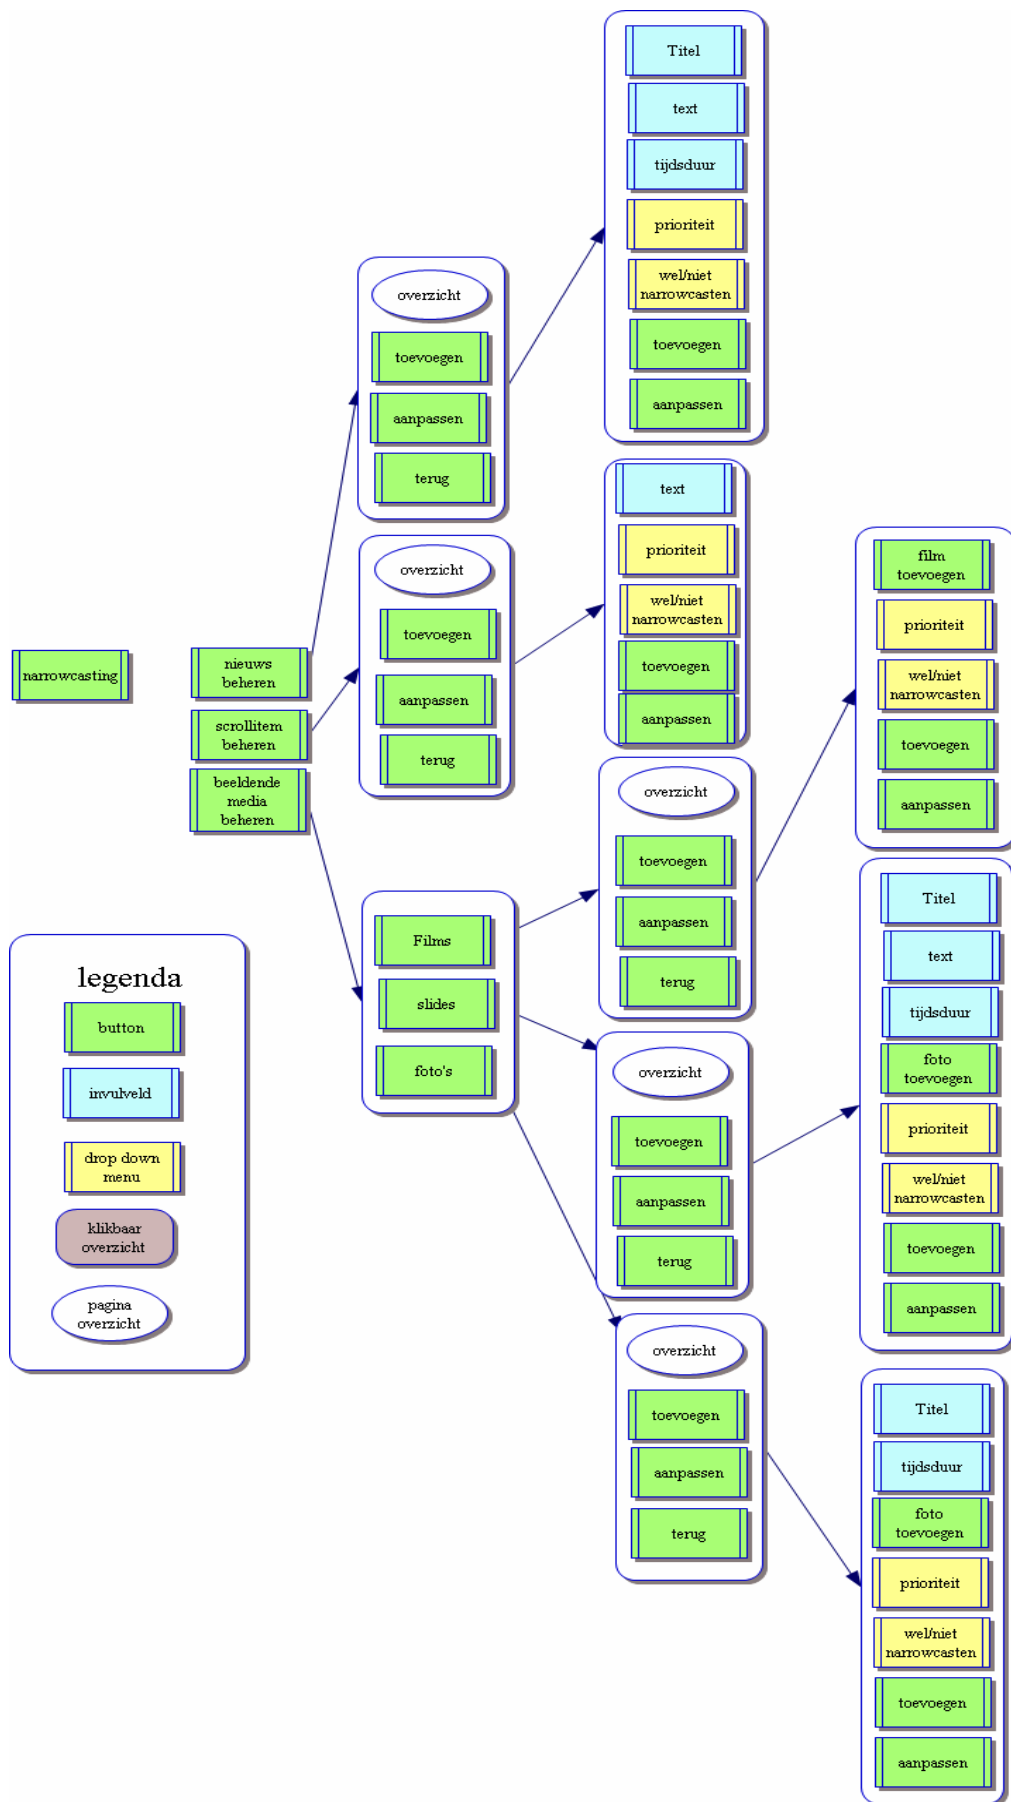 narrowcasting
nieuws
beheren
scrollitem
beheren
beeldende
media
beheren
legenda
button
invulveld
drop down
menu
klikbaar
overzicht
pagina
overzicht
overzicht
toevoegen
aanpassen
terug
overzicht
toevoegen
aanpassen
terug
Films
slides
foto's
Titel
text
tijdsduur
prioriteit
wel/niet
narrowcasten
toevoegen
aanpassen
text
prioriteit
wel/niet
narrowcasten
toevoegen
aanpassen
overzicht
toevoegen
aanpassen
terug
overzicht
toevoegen
aanpassen
terug
overzicht
toevoegen
aanpassen
terug
film
toevoegen
prioriteit
wel/niet
narrowcasten
toevoegen
aanpassen
Titel
text
tijdsduur
foto
toevoegen
prioriteit
wel/niet
narrowcasten
toevoegen
aanpassen
Titel
tijdsduur
foto
toevoegen
prioriteit
wel/niet
narrowcasten
toevoegen
aanpassen